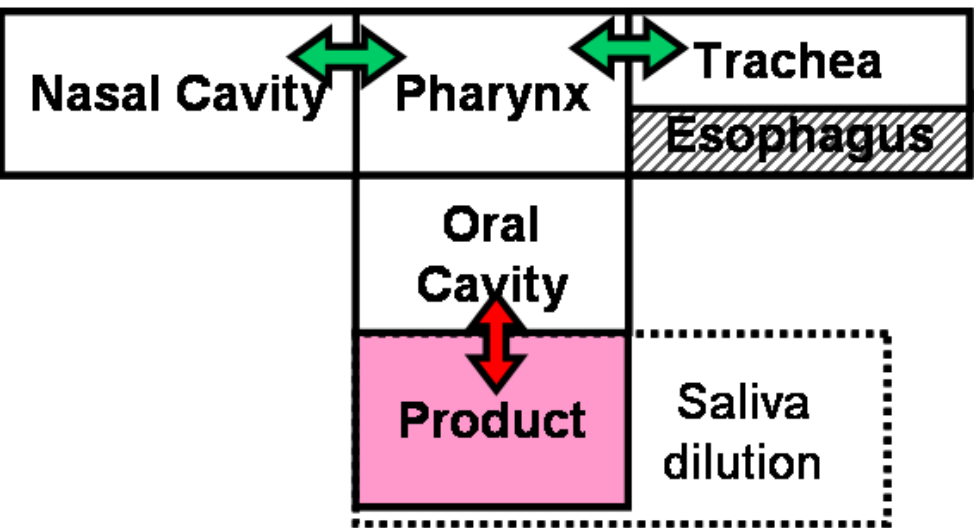 Nasal Cavity
Pharynx
Trachea
Esophagus
Oral
Cavity
Product
Saliva
dilution